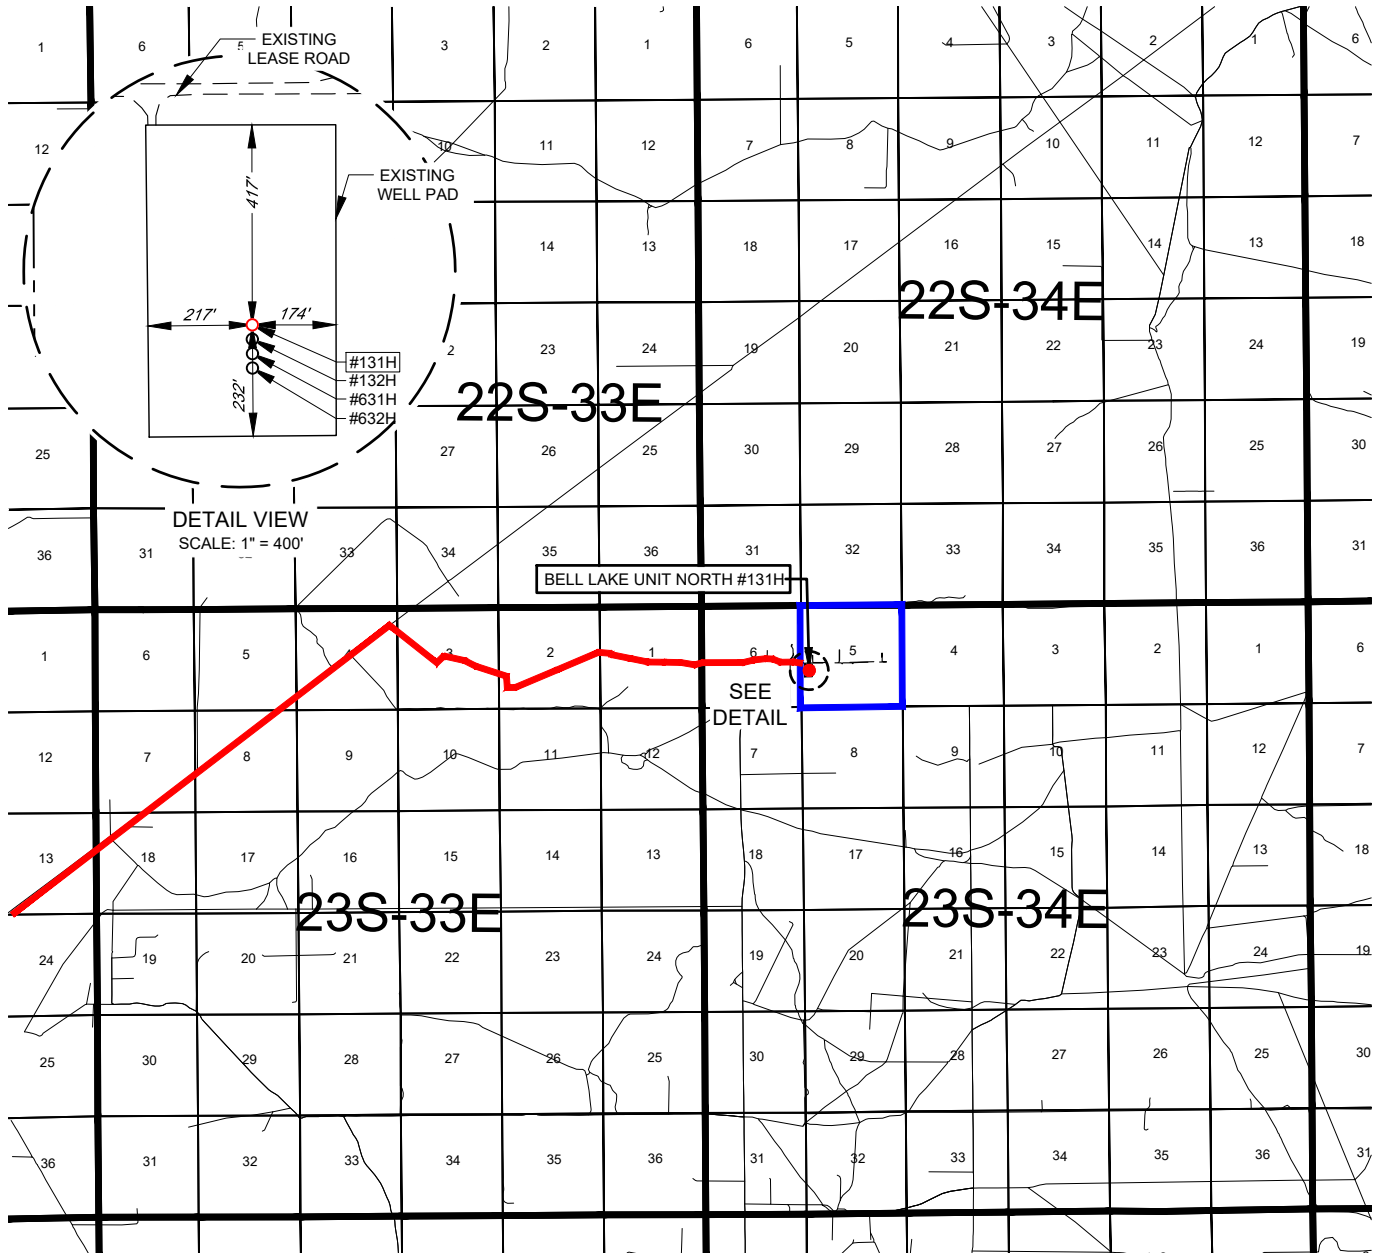 1 6 5 EXISTING 3 2 1 6 5 4 3 2 1 6
LEASE ROAD
12 10 11 12 7 8 9 10 11 12 7
EXISTING
WELL PAD
417'
14 13 18 17 16 15 14 13 18
22S-34E
217' 174'
#131H
#132H
#631H
#632H
232'
2 23 24 19 20 21 22 23 24 19
22S-33E
25 27 26 25 30 29 28 27 26 25 30
DETAIL VIEW
SCALE: 1" = 400'
36 31 33 34 35 36 31 32 33 34 35 36 31
BELL LAKE UNIT NORTH #131H
1 6 5 4 3 2 1 6 5 4 3 2 1 6
SEE
DETAIL
12 7 8 9 10 11 12 7 8 9 10 11 12 7
13 18 17 16 15 14 13 18 17 16 15 14 13 18
23S-33E 23S-34E
24 19 20 21 22 23 24 19 20 21 22 23 24 19
25 30 29 28 27 26 25 30 29 28 27 26 25 30
36 31 32 33 34 35 36 31 32 33 34 35 36 31